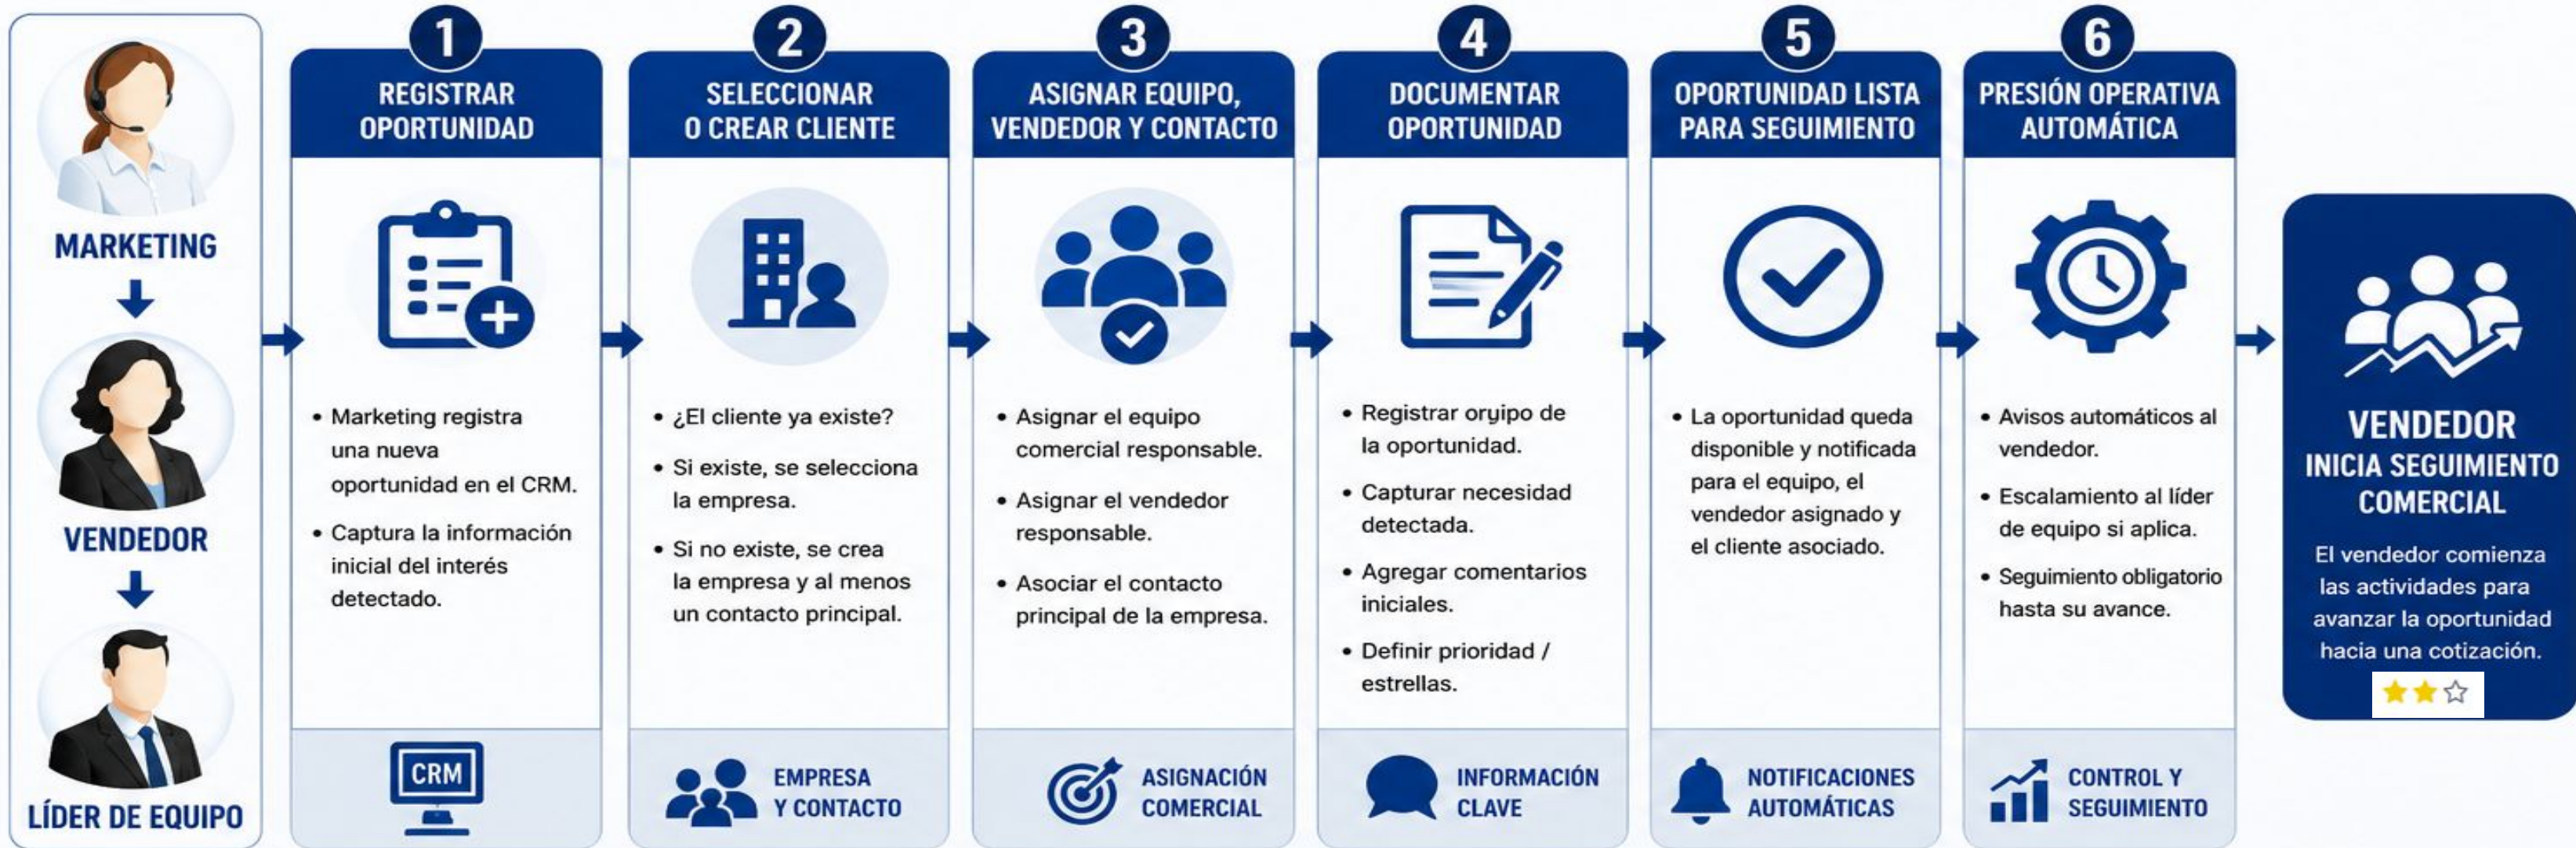 MARKETING
VENDEDOR
LÍDER DE EQUIPO
1
REGISTRAR
OPORTUNIDAD
• Marketing registra
una nueva
oportunidad en el CRM.
• Captura la información
inicial del interés
detectado.
CRM
2
SELECCIONAR
O CREAR CLIENTE
• ¿El cliente ya existe?
• Si existe, se selecciona
la empresa.
• Si no existe, se crea
la empresa y al menos
un contacto principal.
EMPRESA
Y CONTACTO
3
ASIGNAR EQUIPO,
VENDEDOR Y CONTACTO
• Asignar el equipo
comercial responsable.
• Asignar el vendedor
responsable.
• Asociar el contacto
principal de la empresa.
ASIGNACIÓN
COMERCIAL
4
DOCUMENTAR
OPORTUNIDAD
• Registrar oryipo de
la oportunidad.
• Capturar necesidad
detectada.
• Agregar comentarios
iniciales.
• Definir prioridad /
estrellas.
INFORMACIÓN
CLAVE
5
OPORTUNIDAD LISTA
PARA SEGUIMIENTO
• La oportunidad queda
disponible y notificada
para el equipo, el
vendedor asignado y
el cliente asociado.
NOTIFICACIONES
AUTOMÁTICAS
6
PRESIÓN OPERATIVA
AUTOMÁTICA
• Avisos automáticos al
vendedor.
• Escalamiento al líder
de equipo si aplica.
• Seguimiento obligatorio
hasta su avance.
CONTROL Y
SEGUIMIENTO
VENDEDOR
INICIA SEGUIMIENTO
COMERCIAL
El vendedor comienza
las actividades para
avanzar la oportunidad
hacia una cotización.